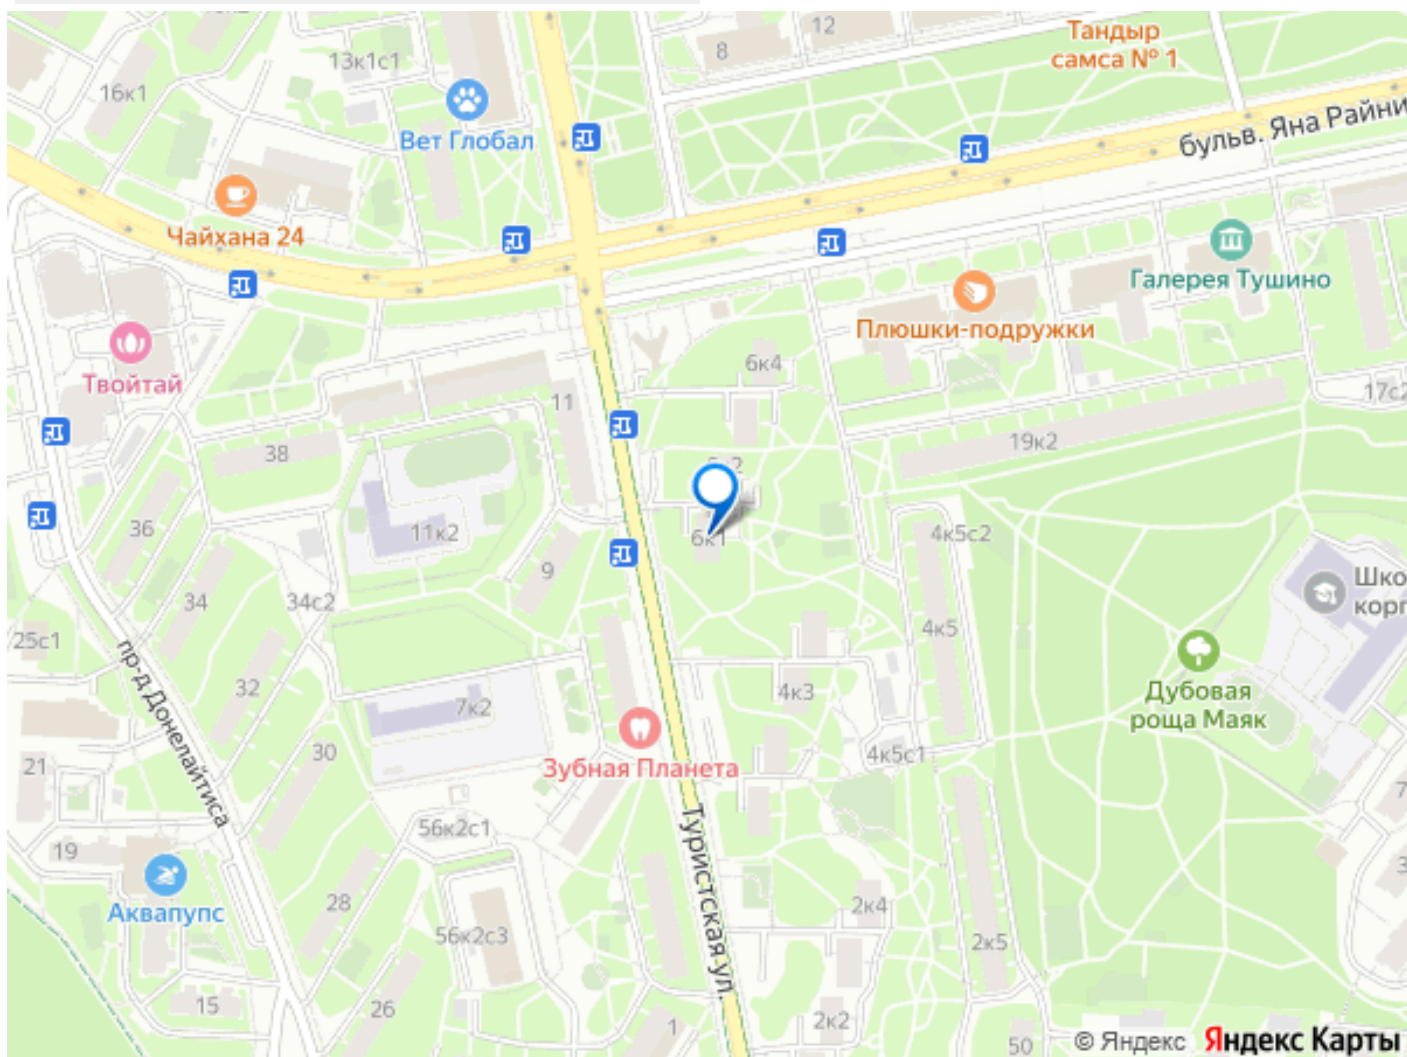 12
Тандыр
самса № 1
8
13к1с1
16к1
Вет Глобал
бульв. Яна Райни
Чайхана 24
Галерея Тушино
Плюшки-подружки
Твойтай
6к4
11
17с2
38
19к2
36
11к2
6к1
4к5с2
9
Шко
корп
34
34с2
25с1
4к5
пр-д Донелайтиса
32
4к3
Дубовая
роща Маяк
7к2
30
21
Зубная Планета
4к5с1
Туристская ул.
56к2с1
19
Аквапупс
28
2к4
56к2с3
2к5
15
26
1
2к2
50
© Яндекс
Яндекс Карты